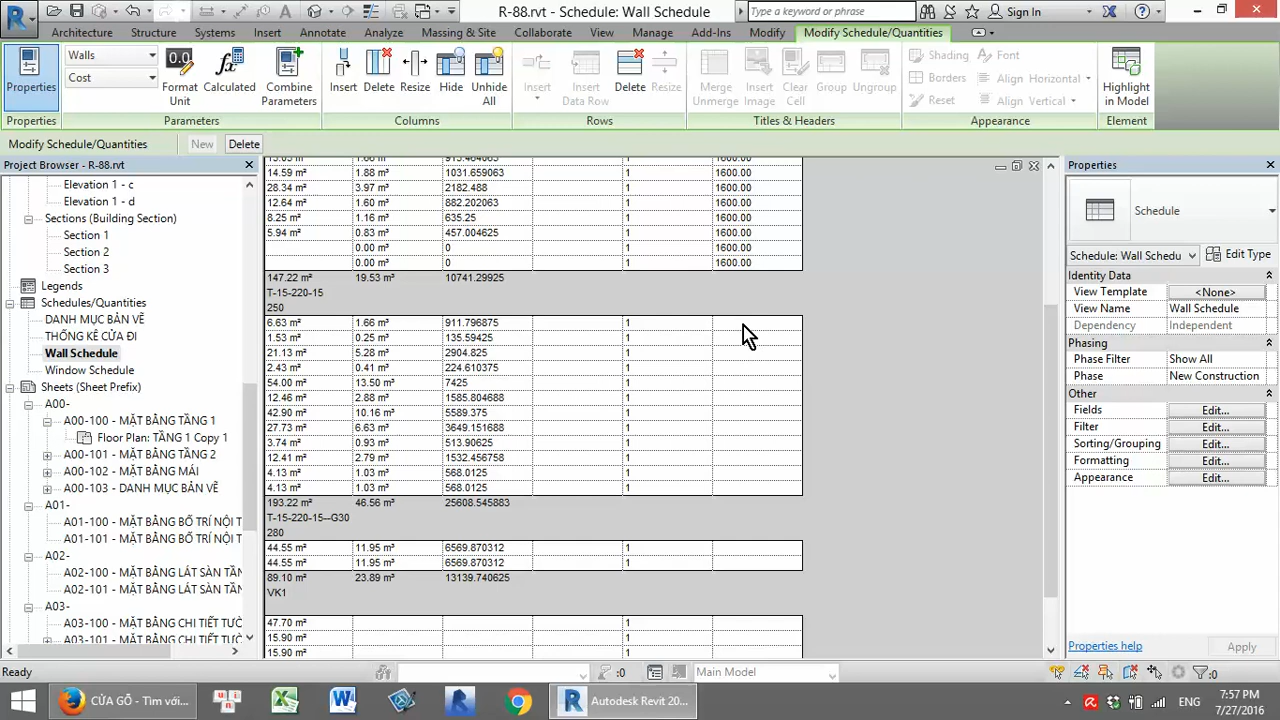 R-88.rvt - Schedule: Wall Schedule
Type a keyword or phrase
Sign In
Architecture Structure Systems Insert Annotate Analyze Massing & Site Collaborate View Manage Add-Ins Modify Modify Schedule/Quantities
Walls
Cost
Properties
Format Unit
Calculated
Combine Parameters
Insert
Delete
Resize
Hide
Unhide All
Insert
Insert Data Row
Delete
Resize
Merge Unmerge
Insert Image
Clear Cell
Group
Ungroup
Shading
Borders
Reset
Font
Align Horizontal
Align Vertical
Highlight in Model
Properties Parameters Columns Rows Titles & Headers Appearance Element
Modify Schedule/Quantities New Delete
Project Browser - R-88.rvt
Elevation 1 - c
Elevation 1 - d
Sections (Building Section)
Section 1
Section 2
Section 3
Legends
Schedules/Quantities
DANH MỤC BẢN VẼ
THỐNG KÊ CỬA ĐI
Wall Schedule
Window Schedule
Sheets (Sheet Prefix)
A00-
A00-100 - MẶT BẰNG TẦNG 1
Floor Plan: TẦNG 1 Copy 1
A00-101 - MẶT BẰNG TẦNG 2
A00-102 - MẶT BẰNG MÁI
A00-103 - DANH MỤC BẢN VẼ
A01-
A01-100 - MẶT BẰNG BỐ TRÍ NỘI T
A01-101 - MẶT BẰNG BỐ TRÍ NỘI T
A02-
A02-101 - MẶT BẰNG LÁT SÀN TẦN
A02-102 - MẶT BẰNG LÁT SÀN TẦN
A03-
A03-100 - MẶT BẰNG CHI TIẾT TƯỜ
A03-101 - MẶT BẰNG CHI TIẾT TƯỜ
14.59 m² 1.88 m³ 1031.659063 1 1600.00
28.34 m² 3.97 m³ 2182.488 1 1600.00
12.64 m² 1.60 m³ 882.202063 1 1600.00
8.25 m² 1.16 m³ 635.25 1 1600.00
5.94 m² 0.83 m³ 457.004625 1 1600.00
0.00 m³ 0 1 1600.00
0.00 m³ 0 1 1600.00
147.22 m² 19.53 m³ 10741.29925
T-15-220-15
250
6.63 m² 1.66 m³ 911.796875 1
1.53 m² 0.25 m³ 135.59425 1
21.13 m² 5.28 m³ 2904.825 1
2.43 m² 0.41 m³ 224.610375 1
54.00 m² 13.50 m³ 7425 1
12.46 m² 2.88 m³ 1585.804688 1
42.90 m² 10.16 m³ 5589.375 1
27.73 m² 6.63 m³ 3649.151688 1
3.74 m² 0.93 m³ 513.90625 1
12.41 m² 2.79 m³ 1532.456758 1
4.13 m² 1.03 m³ 568.0125 1
4.13 m² 1.03 m³ 568.0125 1
193.22 m² 46.56 m³ 25608.545883
T-15-220-15--G30
280
44.55 m² 11.95 m³ 6569.870312 1
44.55 m² 11.95 m³ 6569.870312 1
89.10 m² 23.89 m³ 13139.740625
VK1
47.70 m² 1
15.90 m² 1
15.90 m² 1
Properties
Schedule
Schedule: Wall Schedu Edit Type
Identity Data
View Template <None>
View Name Wall Schedule
Dependency Independent
Phasing
Phase Filter Show All
Phase New Construction
Other
Fields Edit...
Filter Edit...
Sorting/Grouping Edit...
Formatting Edit...
Appearance Edit...
Properties help Apply
Ready :0 Main Model :0
CỬA GỖ - Tìm với... Autodesk Revit 20... ENG
7:57 PM
7/27/2016